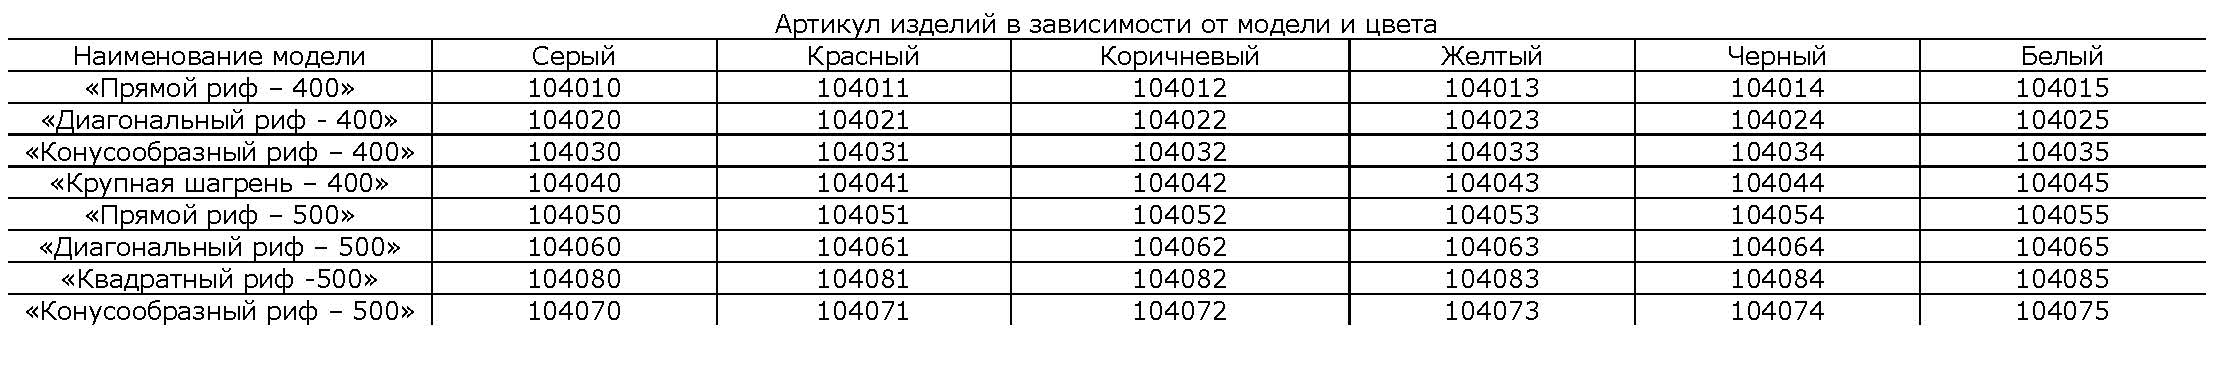 Артикул изделий в зависимости от модели и цвета
Наименование модели Серый Красный Коричневый Желтый Черный Белый
«Прямой риф – 400» 104010 104011 104012 104013 104014 104015
«Диагональный риф - 400» 104020 104021 104022 104023 104024 104025
«Конусообразный риф – 400» 104030 104031 104032 104033 104034 104035
«Крупная шагрень – 400» 104040 104041 104042 104043 104044 104045
«Прямой риф – 500» 104050 104051 104052 104053 104054 104055
«Диагональный риф – 500» 104060 104061 104062 104063 104064 104065
«Квадратный риф -500» 104080 104081 104082 104083 104084 104085
«Конусообразный риф – 500» 104070 104071 104072 104073 104074 104075